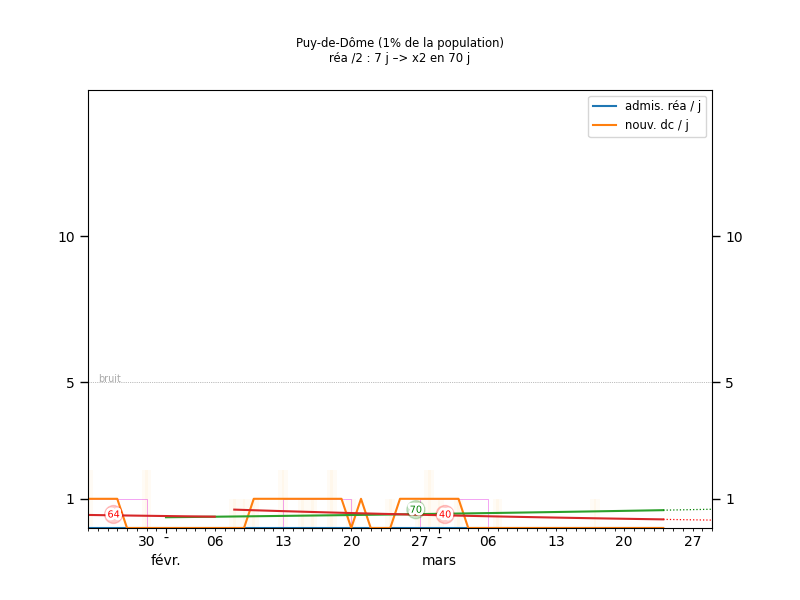 Puy-de-Dôme (1% de la population)
réa /2 : 7 j –> x2 en 70 j
admis. réa / j
nouv. dc / j
10 10
bruit
5 5
1 1
64 70 40
30 - 06 13 20 27 - 06 13 20 27
févr. mars